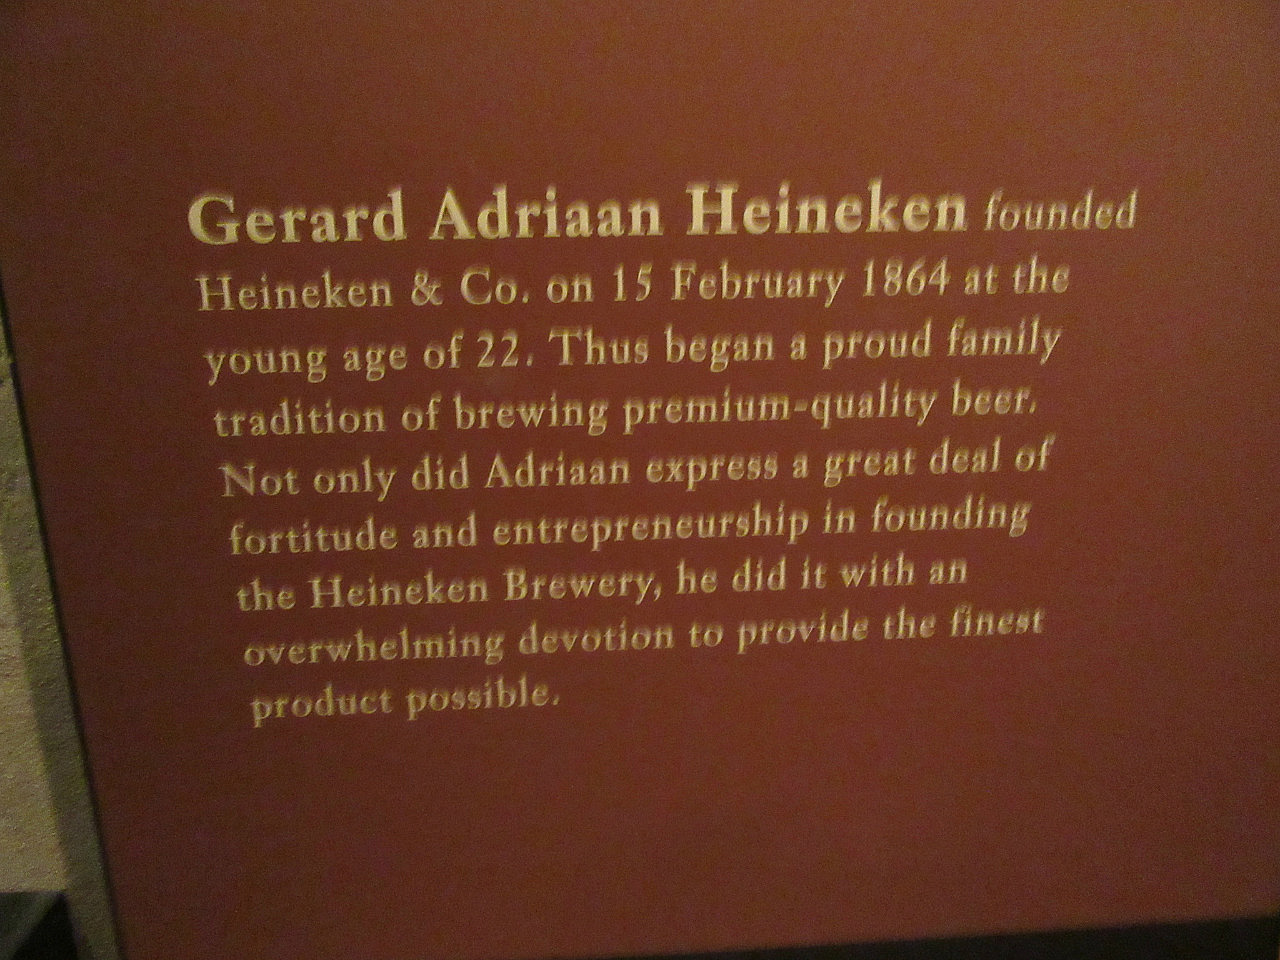 Gerard Adriaan Heineken founded
Heineken & Co. on 15 February 1864 at the
young age of 22. Thus began a proud family
tradition of brewing premium-quality beer.
Not only did Adriaan express a great deal of
fortitude and entrepreneurship in founding
the Heineken Brewery, he did it with an
overwhelming devotion to provide the finest
product possible.